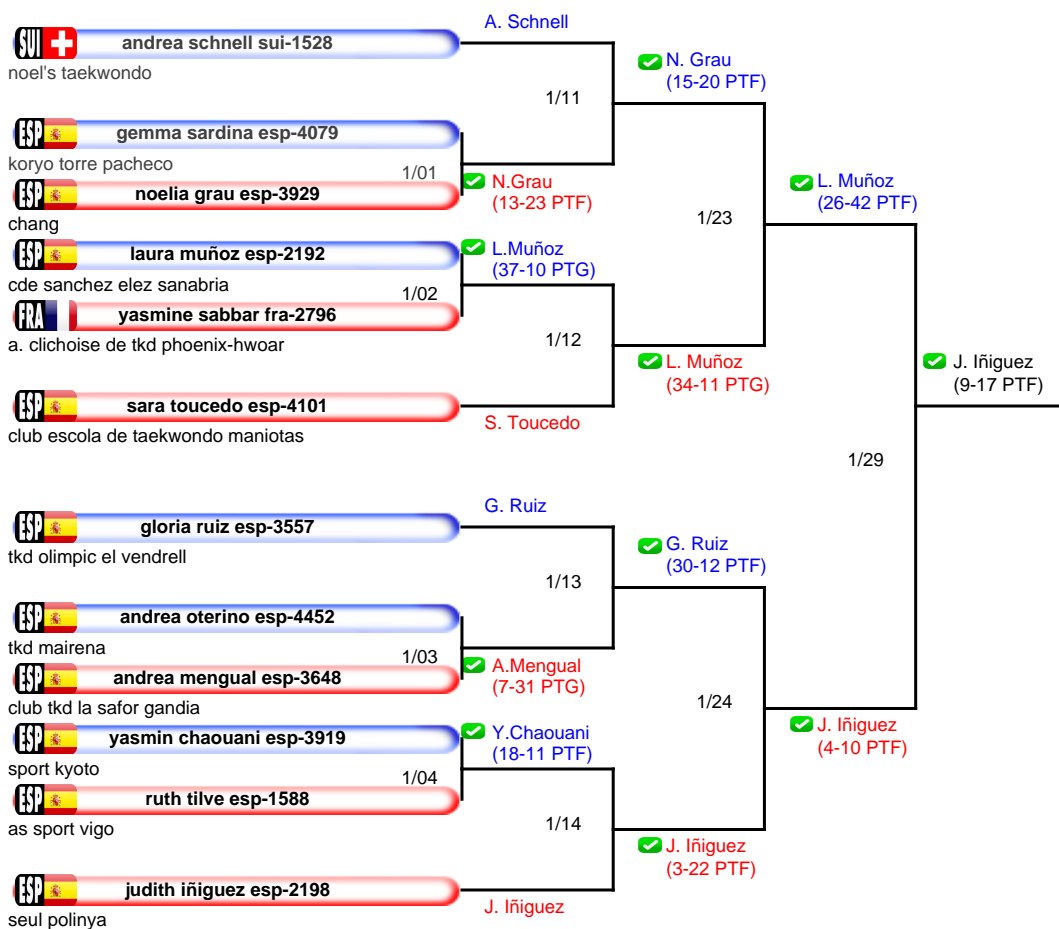 A. Schnell
SUI andrea schnell sui-1528
noel's taekwondo
N. Grau
(15-20 PTF)
1/11
ESP gemma sardina esp-4079
koryo torre pacheco
1/01
ESP noelia grau esp-3929
chang
N.Grau
(13-23 PTF)
L. Muñoz
(26-42 PTF)
1/23
ESP laura muñoz esp-2192
cde sanchez elez sanabria
L.Muñoz
(37-10 PTG)
1/02
FRA yasmine sabbar fra-2796
a. clichoise de tkd phoenix-hwoar
1/12
L. Muñoz
(34-11 PTG)
J. Iñiguez
(9-17 PTF)
ESP sara toucedo esp-4101
club escola de taekwondo maniotas
S. Toucedo
1/29
G. Ruiz
ESP gloria ruiz esp-3557
tkd olimpic el vendrell
G. Ruiz
(30-12 PTF)
1/13
ESP andrea oterino esp-4452
tkd mairena
1/03
ESP andrea mengual esp-3648
club tkd la safor gandia
A.Mengual
(7-31 PTG)
1/24
ESP yasmin chaouani esp-3919
sport kyoto
Y.Chaouani
(18-11 PTF)
J. Iñiguez
(4-10 PTF)
1/04
ESP ruth tilve esp-1588
as sport vigo
1/14
J. Iñiguez
(3-22 PTF)
ESP judith iñiguez esp-2198
seul polinya
J. Iñiguez